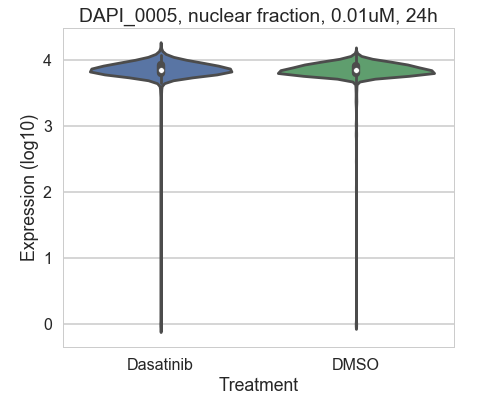 DAPI_0005, nuclear fraction, 0.01uM, 24h
Expression (log10)
4
3
2
1
0
Dasatinib DMSO
Treatment